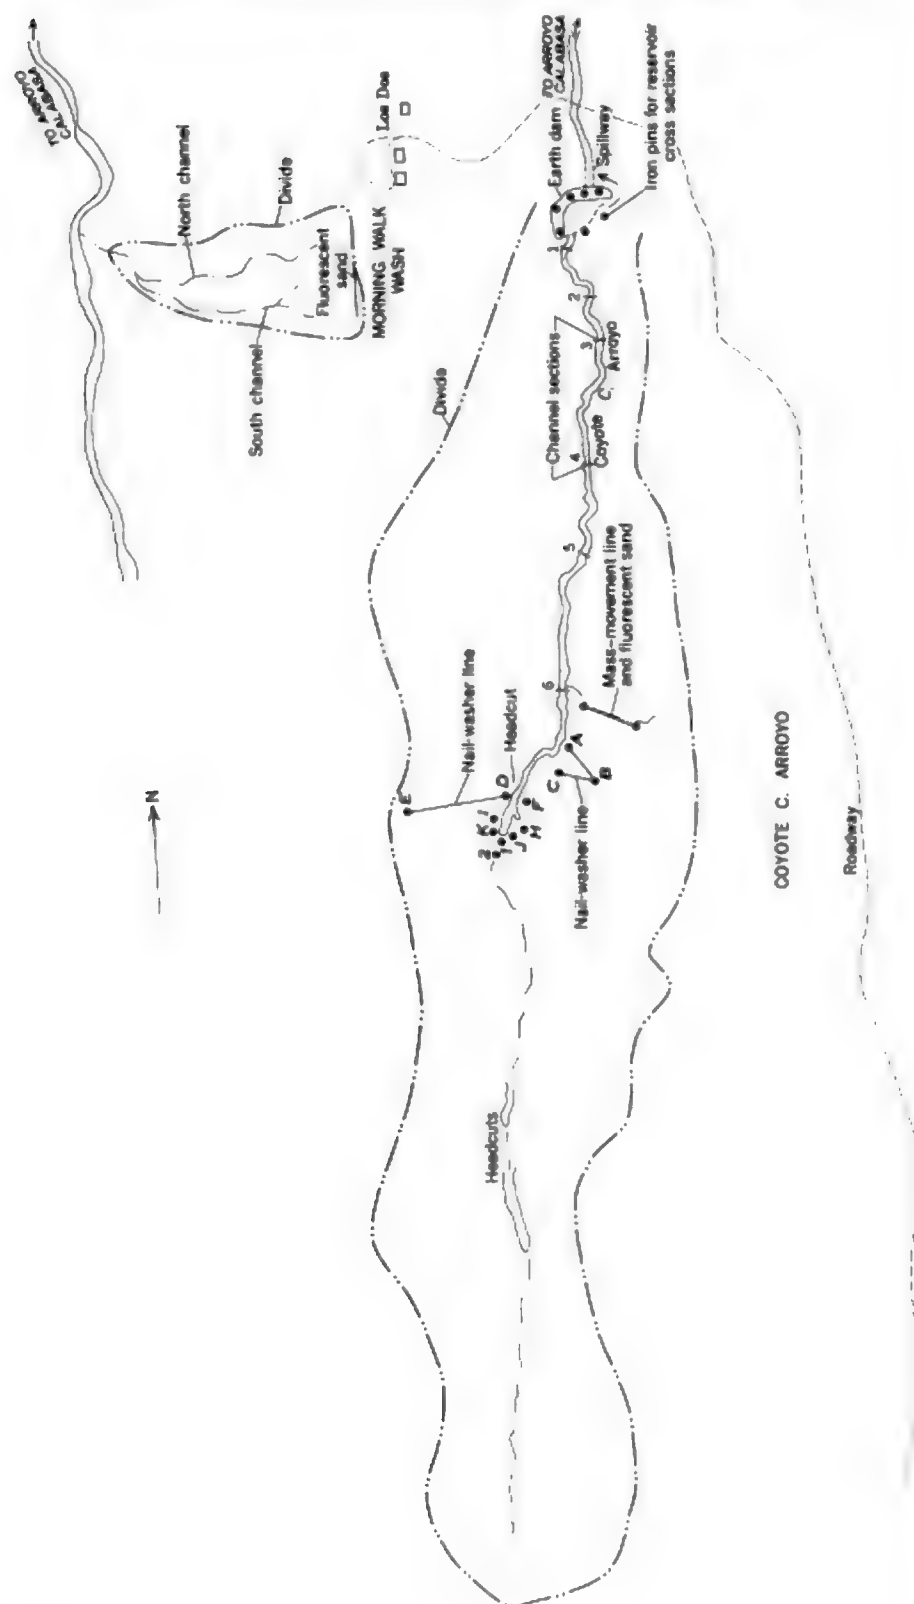 TO ARROYO
CALABASA
North channel
Divide
Fluorescent
sand
South channel
MORNING WALK
WASH
Los Dos
TO ARROYO
CALABASA
Earth dam
Spillway
Iron pins for reservoir
cross sections
Divide
Channel sections
1
2
3
4
5
6
Coyote C. Arroyo
Mass-movement line
and fluorescent sand
Nail-washer line
Headcut
E
D
F
I
K
2
1
J
H
C
A
B
Nail-washer line
N
Headcuts
COYOTE C. ARROYO
Roadway